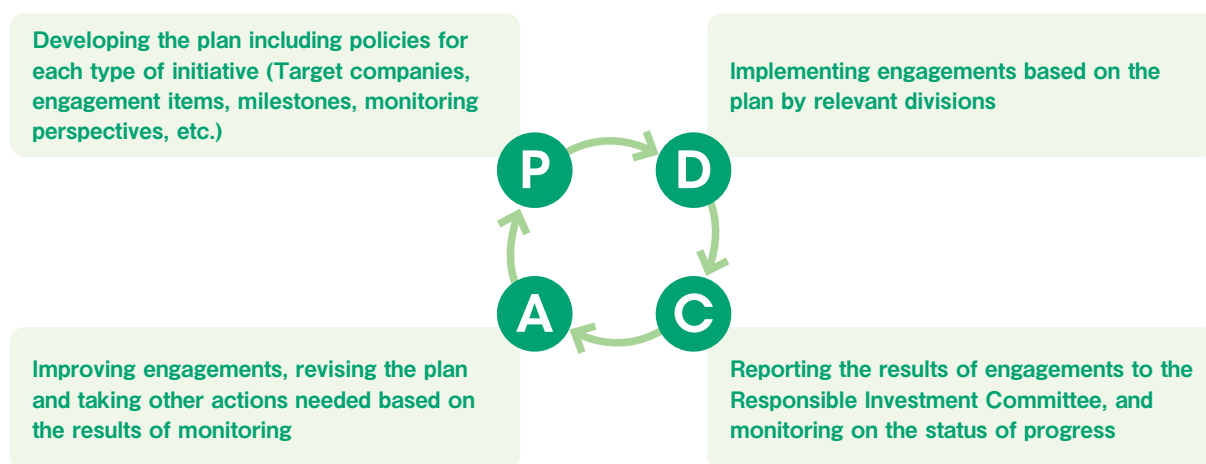 Developing the plan including policies for
each type of initiative (Target companies,
engagement items, milestones, monitoring
perspectives, etc.)
Implementing engagements based on the
plan by relevant divisions
P
D
A
C
Improving engagements, revising the plan
and taking other actions needed based on
the results of monitoring
Reporting the results of engagements to the
Responsible Investment Committee, and
monitoring on the status of progress